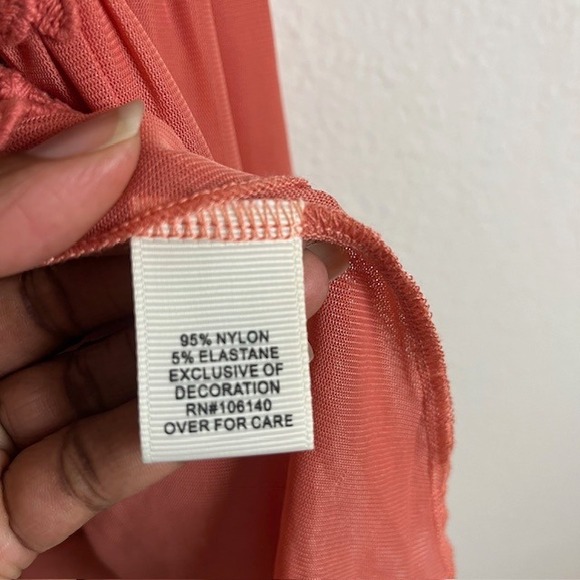 95% NYLON
5% ELASTANE
EXCLUSIVE OF
DECORATION
RN#106140
OVER FOR CARE